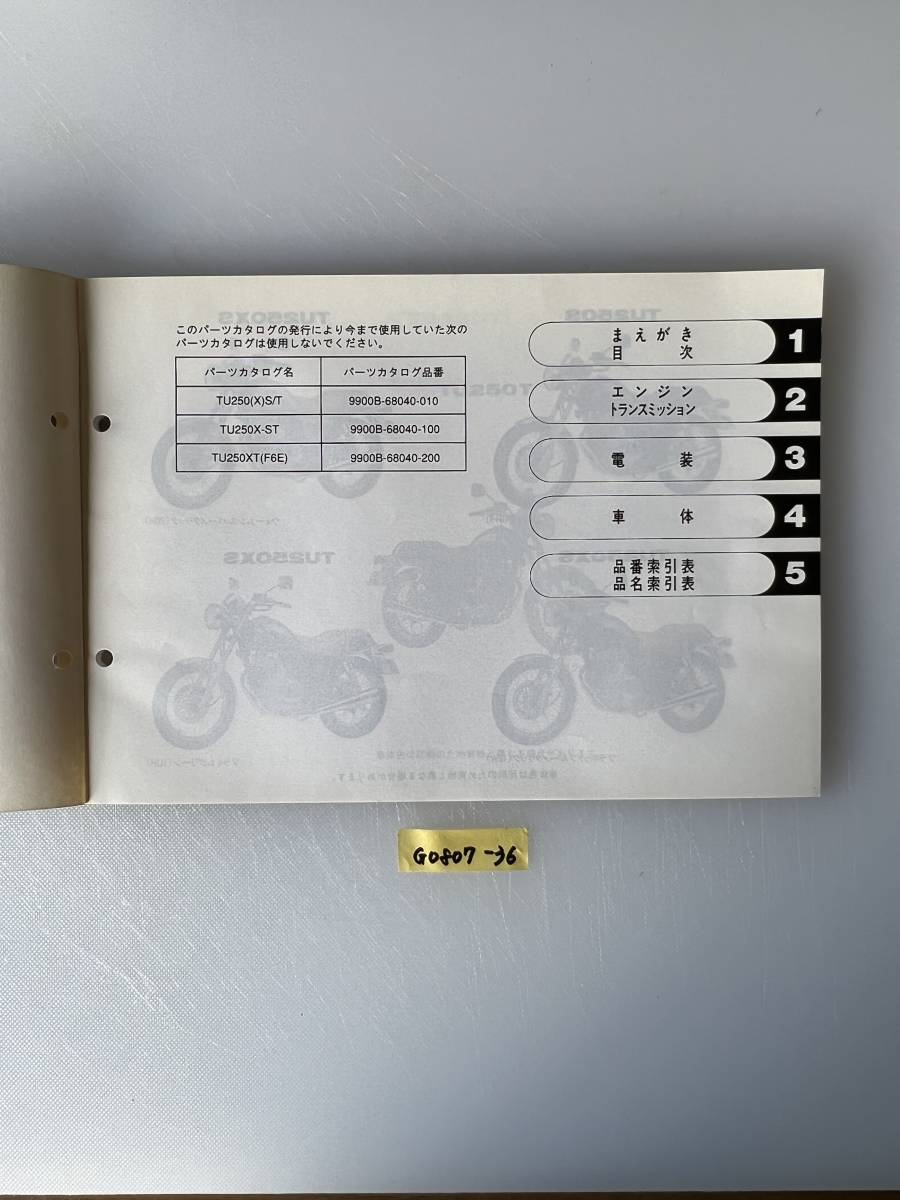 このパーツカタログの発行により今まで使用していた次の
パーツカタログは使用しないでください。
パーツカタログ名 パーツカタログ品番
TU250(X)S/T 9900B-68040-010
TU250X-ST 9900B-68040-100
TU250XT(F6E) 9900B-68040-200
まえがき
目次
1
エンジン
トランスミッション
2
電装
3
車体
4
品番索引表
品名索引表
5
TU250XS
TU250S
TU250XS
G0807-36